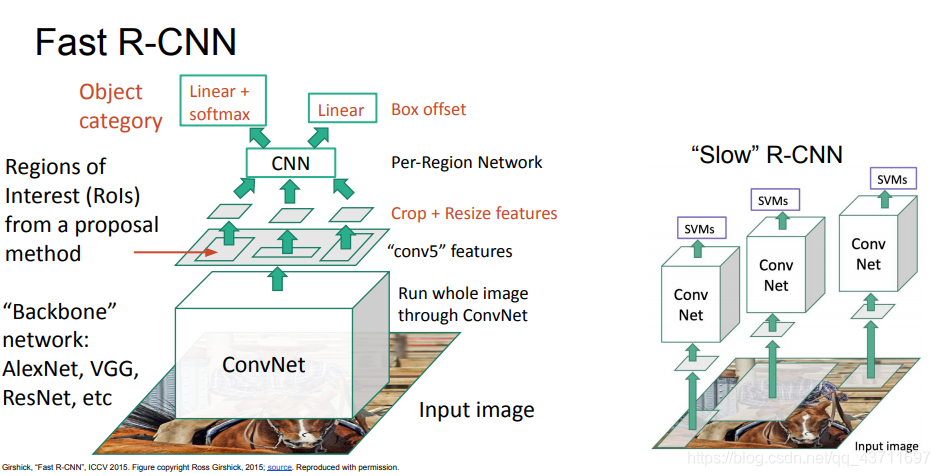 Fast R-CNN
Object
category
Linear +
softmax
Linear
Box offset
CNN
Per-Region Network
Regions of
Interest (RoIs)
from a proposal
method
Crop + Resize features
“conv5” features
“Backbone”
network:
AlexNet, VGG,
ResNet, etc
Run whole image
through ConvNet
ConvNet
Input image
“Slow” R-CNN
SVMs
SVMs
SVMs
Conv
Net
Conv
Net
Conv
Net
Input image
https://blog.csdn.net/qq_43711697
Girshick, “Fast R-CNN”, ICCV 2015. Figure copyright Ross Girshick, 2015; source. Reproduced with permission.